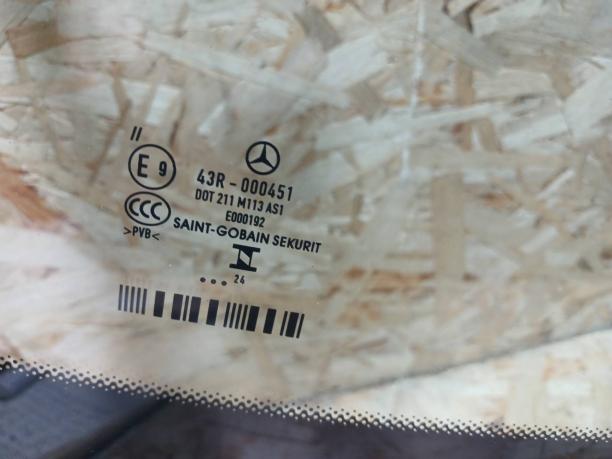 II
E 9
43R-000451
DOT 211 M113 AS1
E000192
CCC
SAINT-GOBAIN SEKURIT
>PVB<
... 24